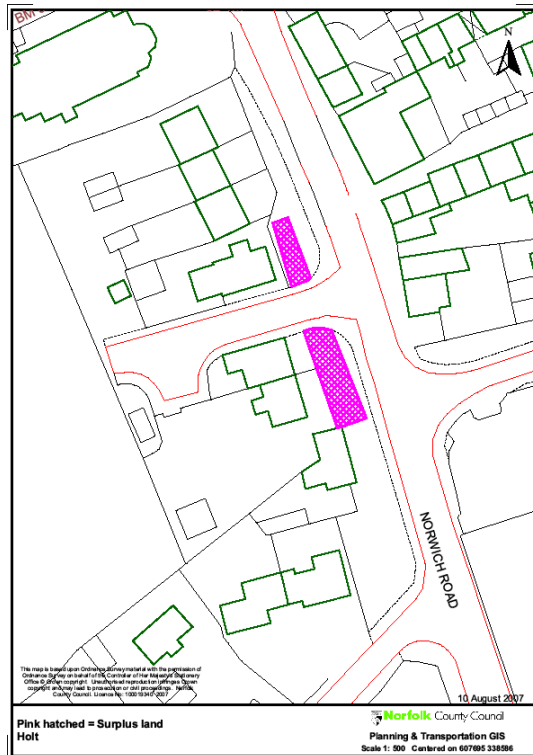 BM
N
NORWICH ROAD
This map is based upon Ordnance Survey material with the permission of
Ordnance Survey on behalf of the Controller of Her Majesty's Stationery
Office © Crown copyright. Unauthorised reproduction infringes Crown
copyright and may lead to prosecution or civil proceedings. Norfolk
County Council. Licence No: 100019340 2007
10 August 2007
Pink hatched = Surplus land
Holt
Norfolk County Council
Planning & Transportation GIS
Scale 1: 500 Centered on 607695 338586